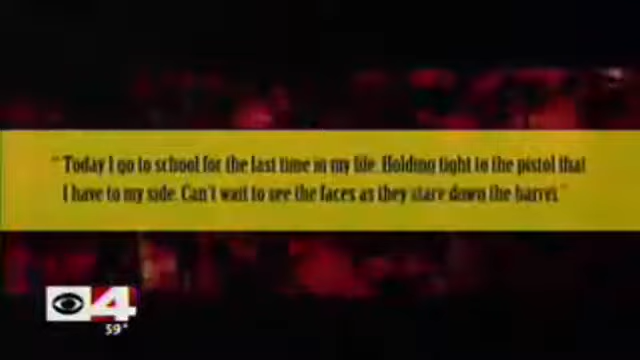 "Today I go to school for the last time in my life. Holding tight to the pistol that
I have to my side. Can't wait to see the faces as they stare down the barrel."
4
59°